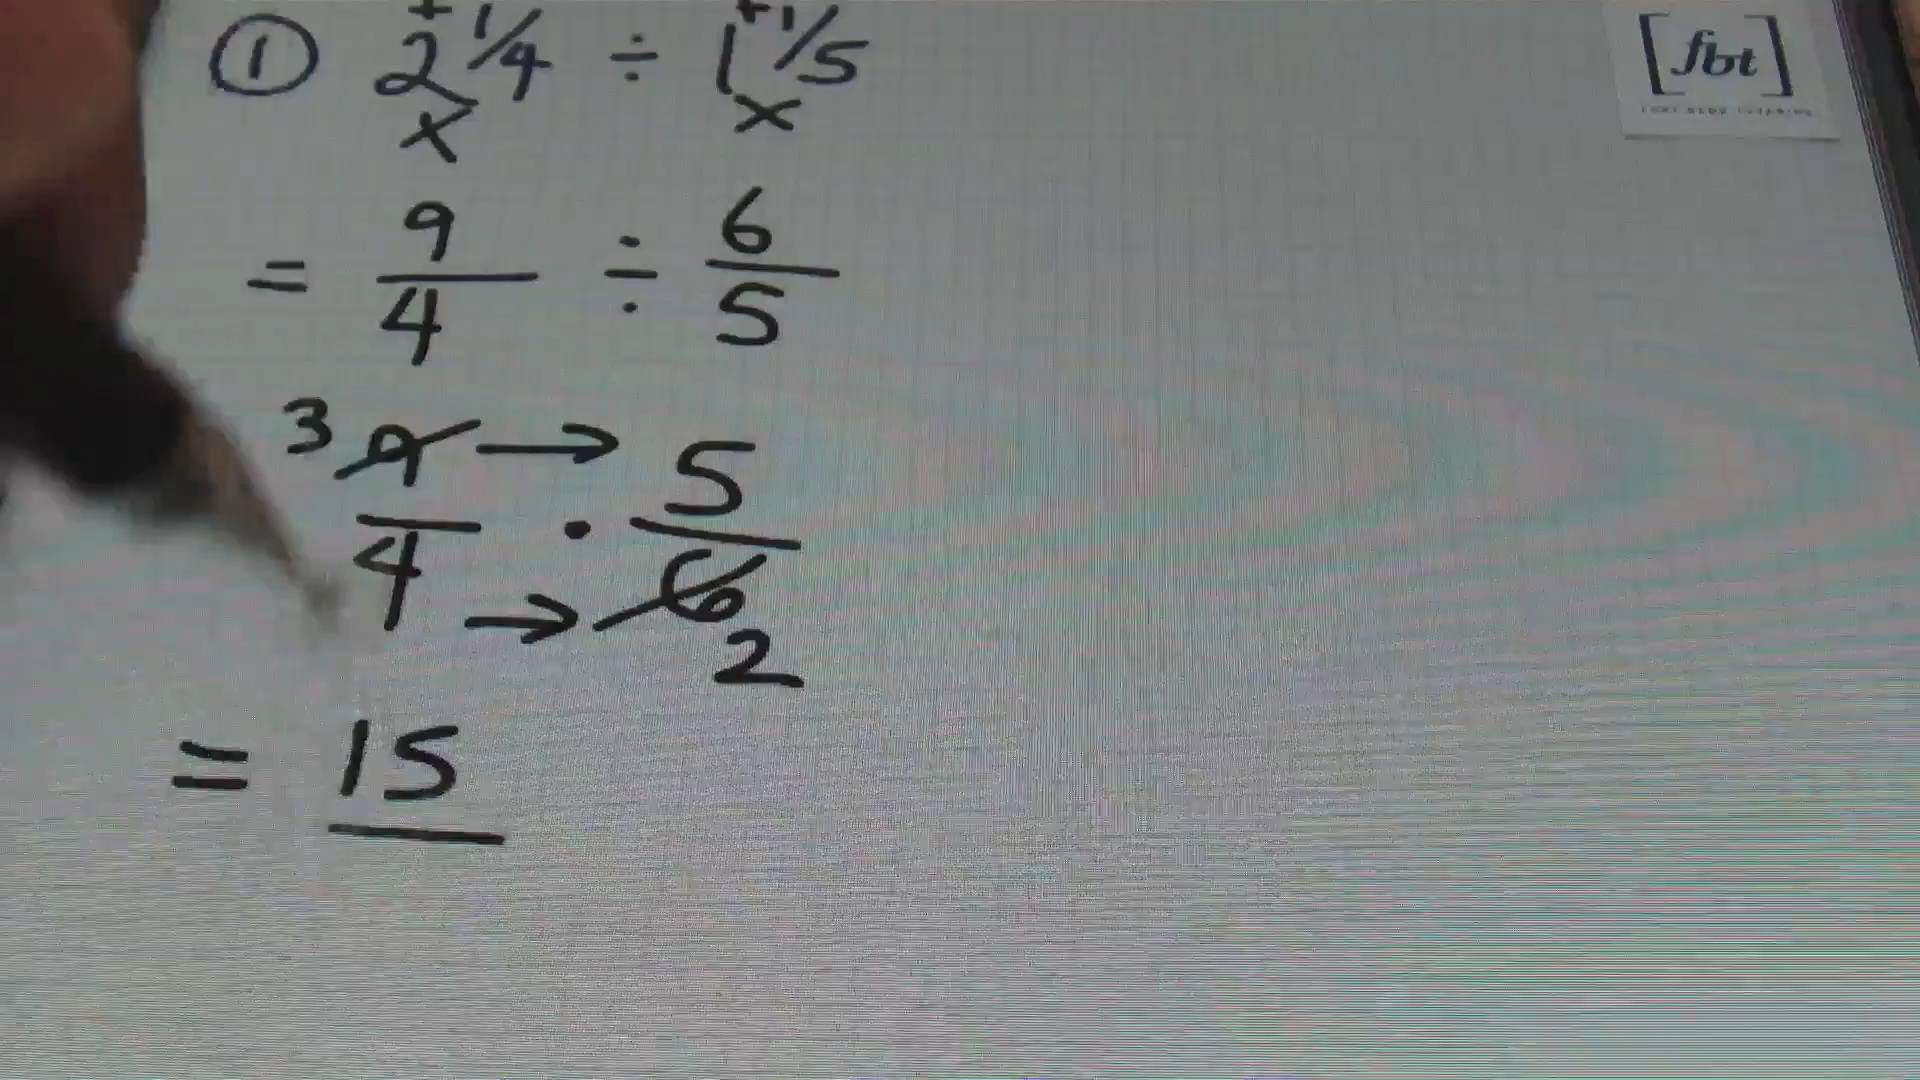 ① 2 1/4 ÷ 1 1/5
+ +
x x
= 9/4 ÷ 6/5
3 9/4 → · 5/6 2
→
= 15
[fbt]